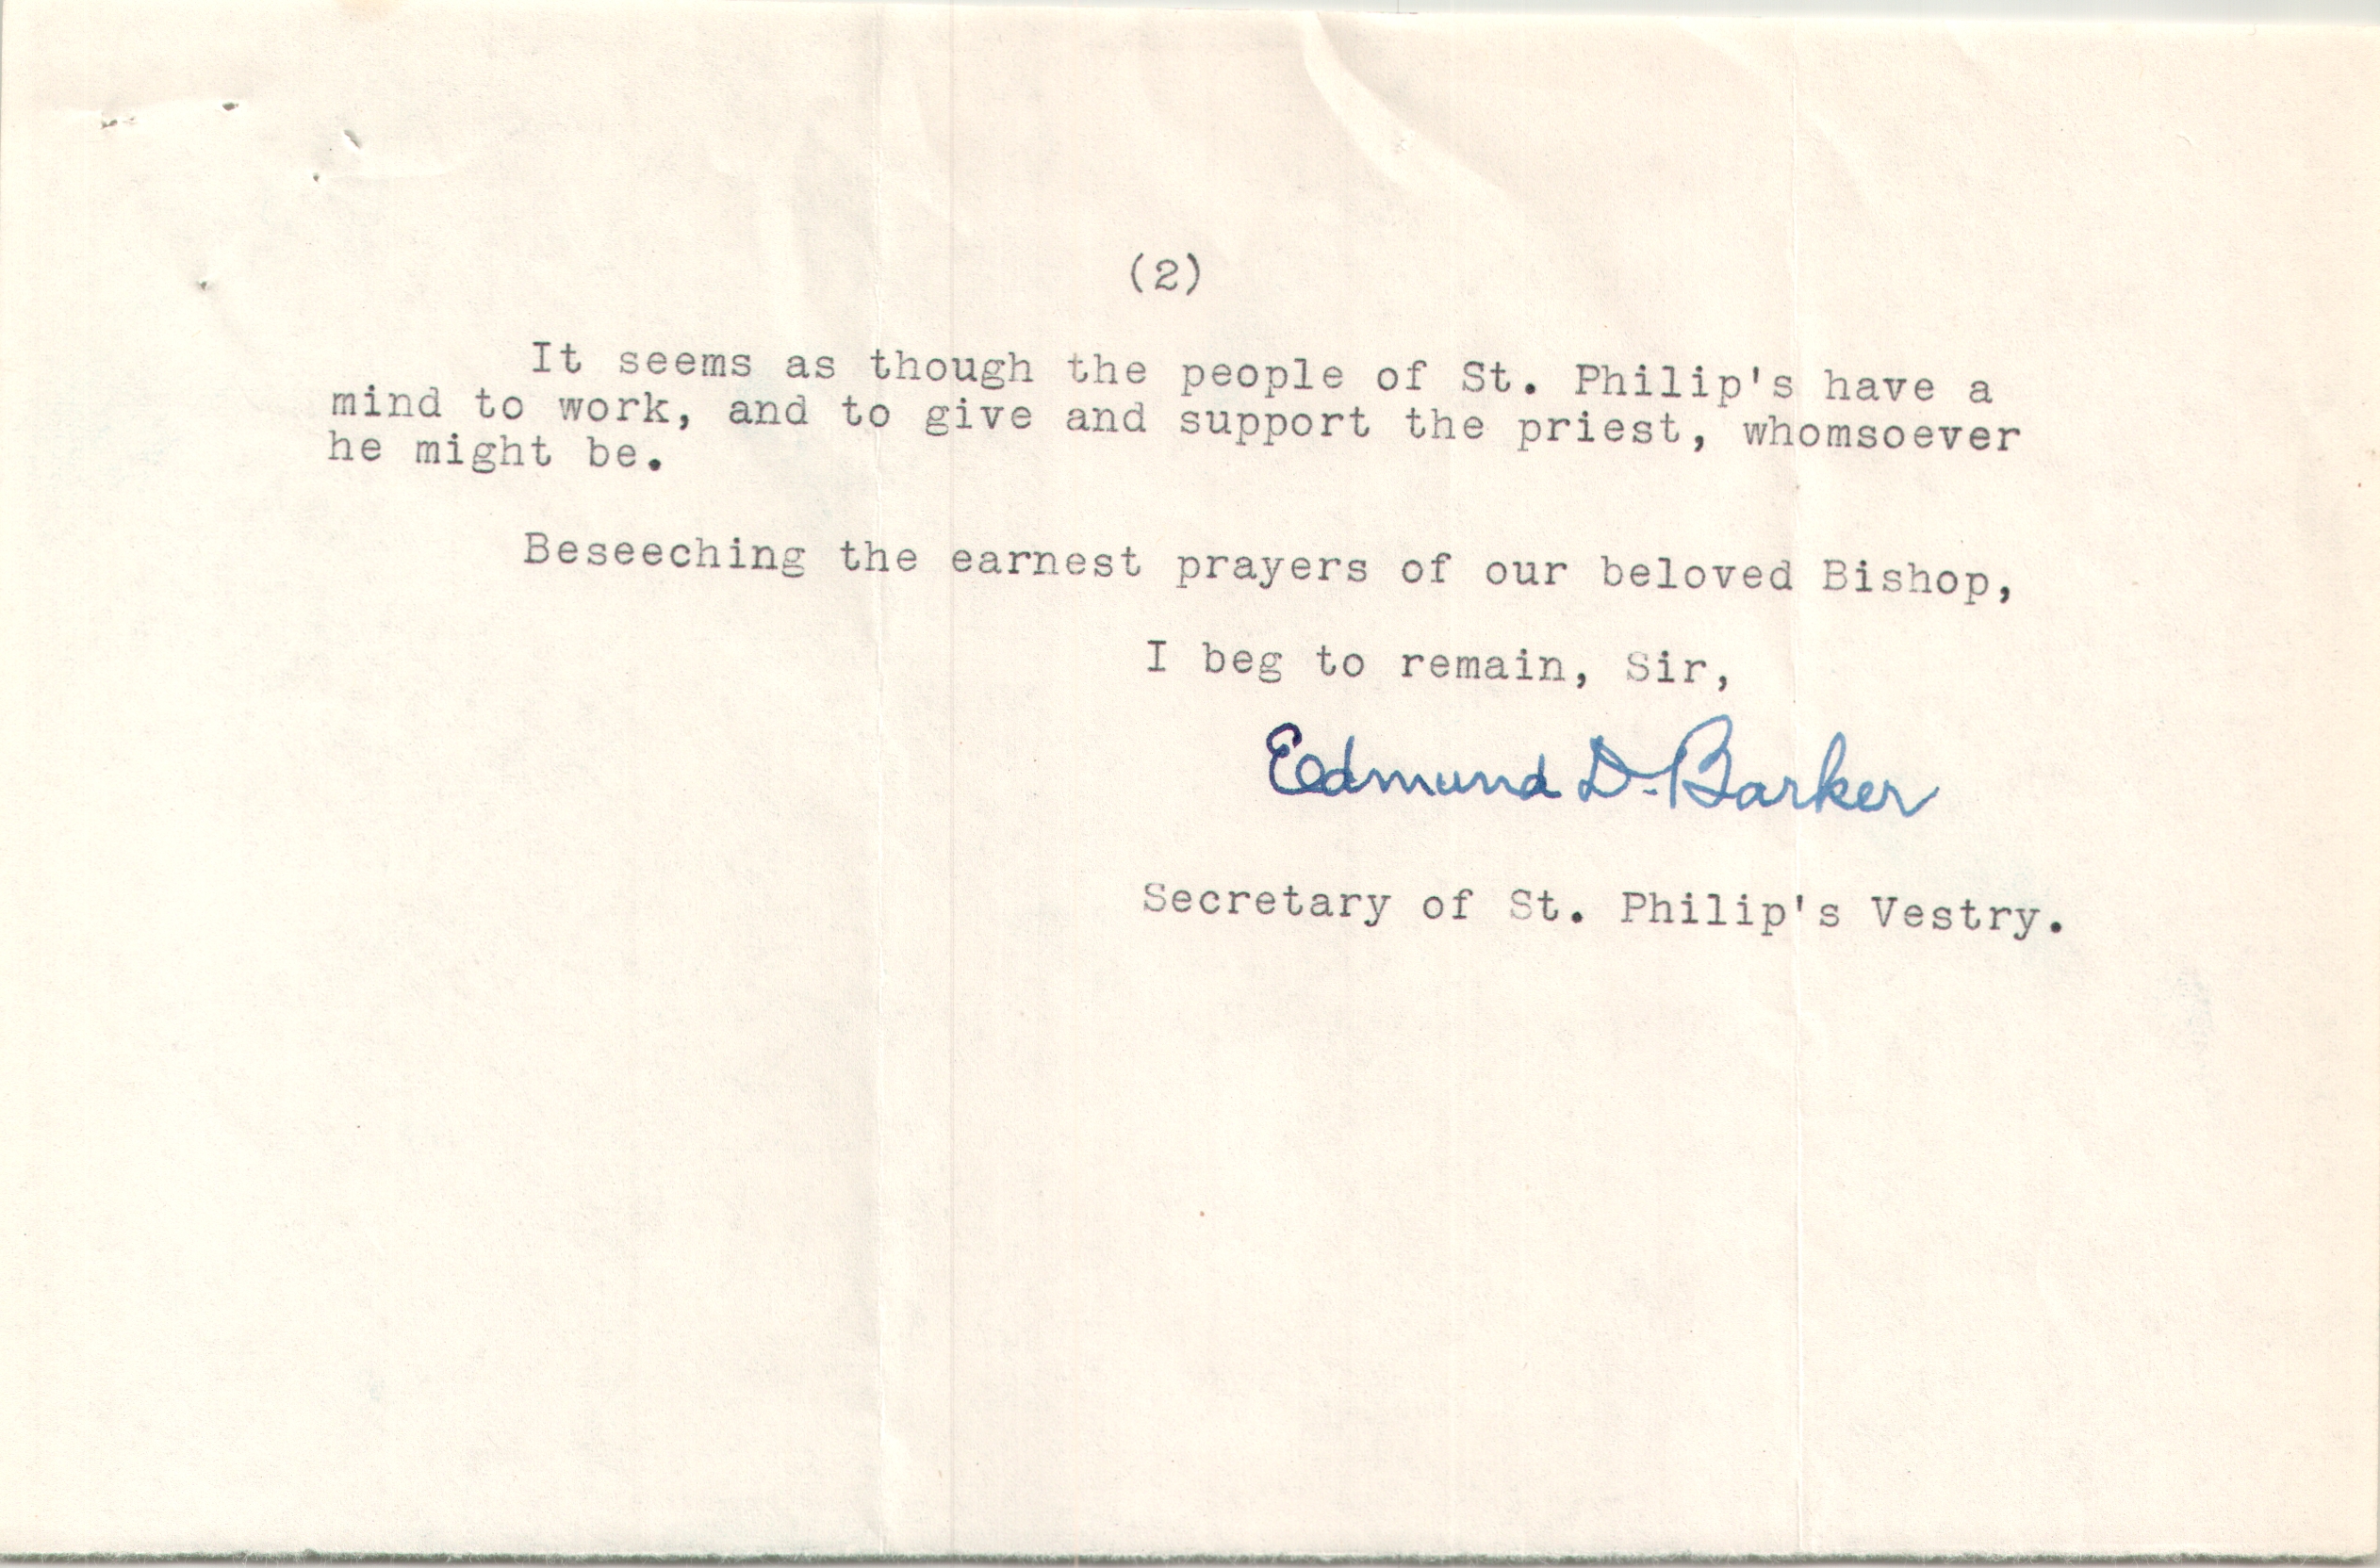 (2)
It seems as though the people of St. Philip's have a
mind to work, and to give and support the priest, whomsoever
he might be.
Beseeching the earnest prayers of our beloved Bishop,
I beg to remain, Sir,
Edmund D. Barker
Secretary of St. Philip's Vestry.